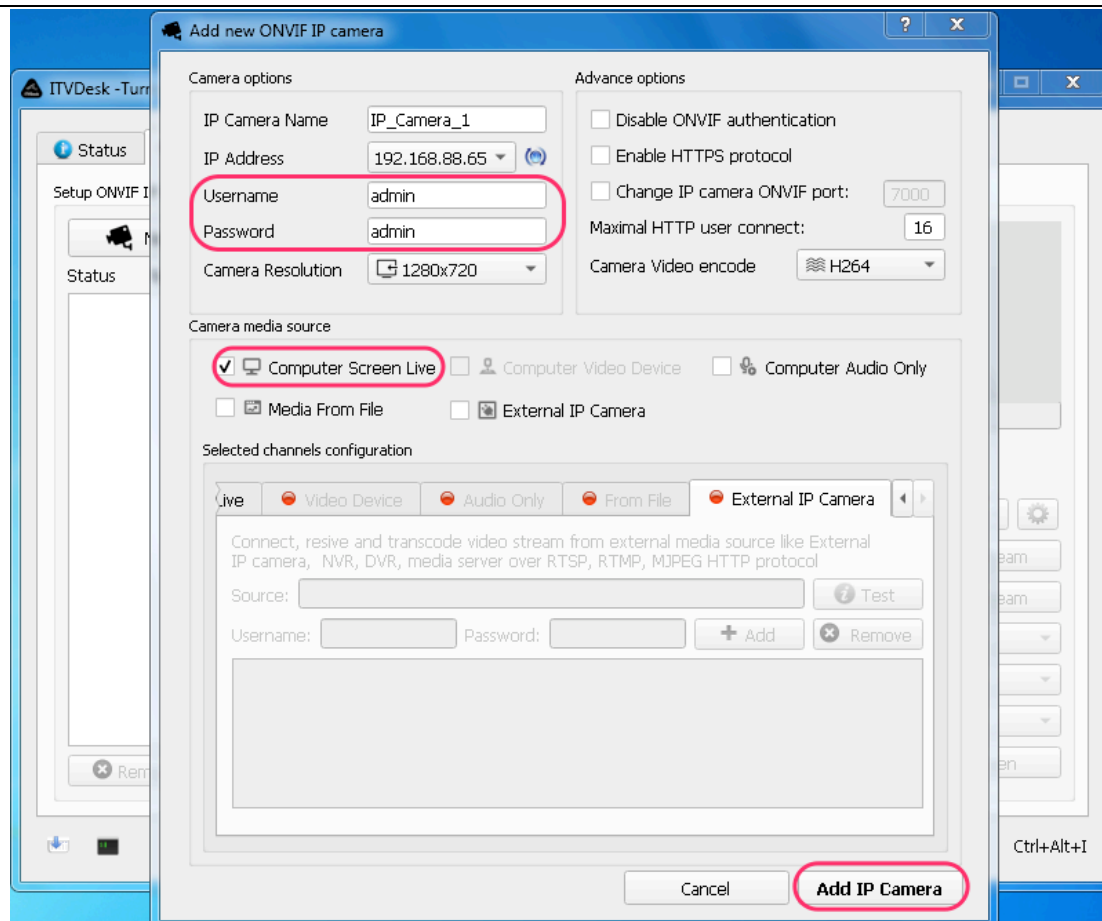 Add new ONVIF IP camera
? X
ITVDesk -Turn
X
Status
Setup ONVIF I
N
Status
Camera options
IP Camera Name IP_Camera_1
IP Address 192.168.88.65
Username admin
Password admin
Camera Resolution 1280x720
Advance options
Disable ONVIF authentication
Enable HTTPS protocol
Change IP camera ONVIF port: 7000
Maximal HTTP user connect: 16
Camera Video encode H264
Camera media source
Computer Screen Live Computer Video Device Computer Audio Only
Media From File External IP Camera
Selected channels configuration
Live Video Device Audio Only From File External IP Camera
Connect, resive and transcode video stream from external media source like External
IP camera, NVR, DVR, media server over RTSP, RTMP, MJPEG HTTP protocol
Source: Test
Username: Password: Add Remove
eam
eam
Rem
en
Ctrl+Alt+I
Cancel Add IP Camera